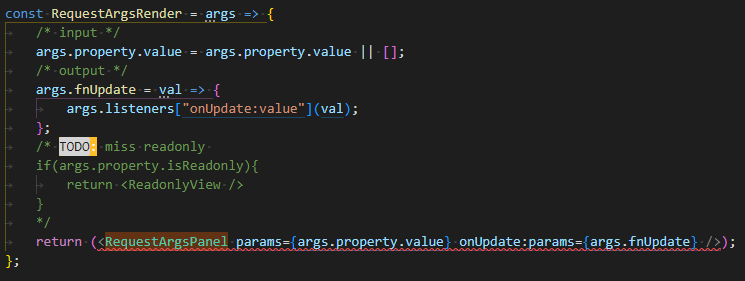 const RequestArgsRender = args => {
/* input */
args.property.value = args.property.value || [];
/* output */
args.fnUpdate = val => {
args.listeners["onUpdate:value"](val);
};
/* TODO: miss readonly
if(args.property.isReadonly){
return <ReadonlyView />
}
*/
return (<RequestArgsPanel params={args.property.value} onUpdate:params={args.fnUpdate} />);
};